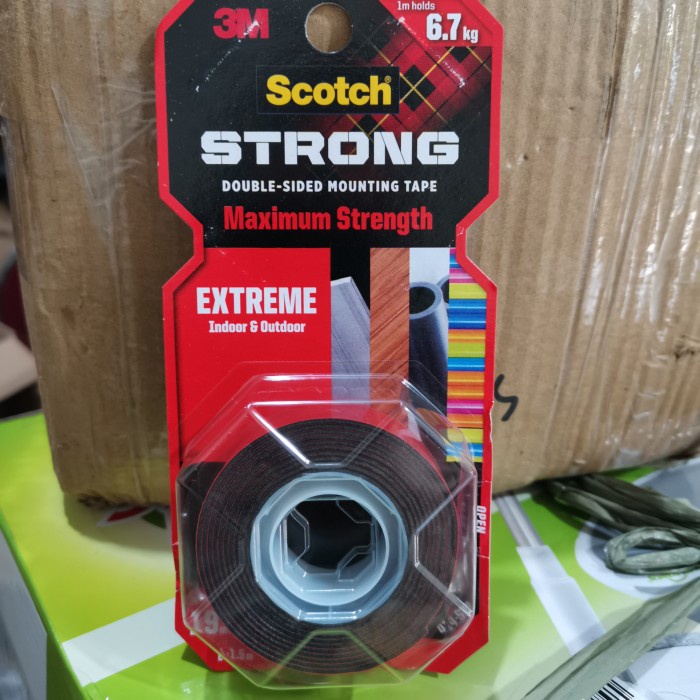 3M
1m holds
6.7kg
Scotch®
STRONG
DOUBLE-SIDED MOUNTING TAPE
Maximum Strength
EXTREME
Indoor & Outdoor
OPEN